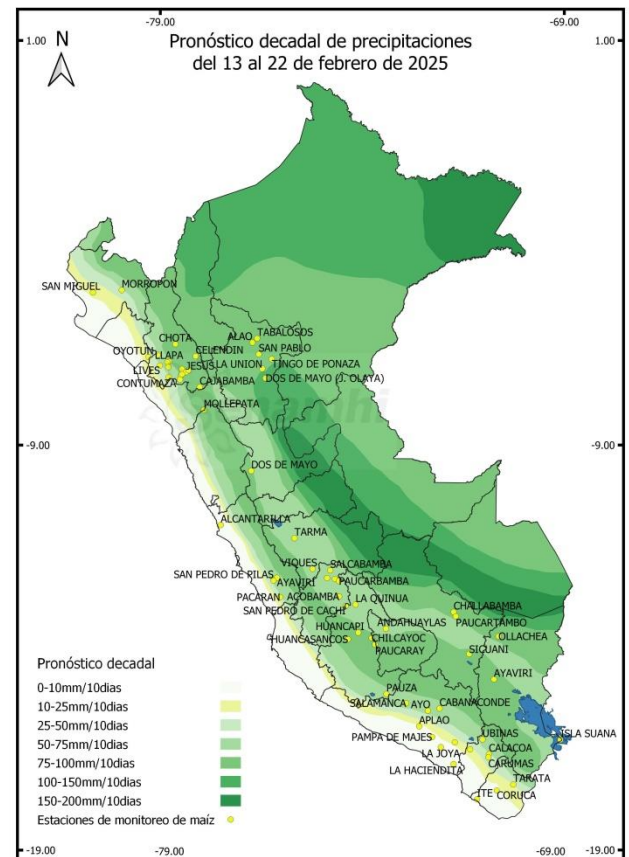 -79.00
-69.00
1.00
1.00
N
Pronóstico decadal de precipitaciones
del 13 al 22 de febrero de 2025
SAN MIGUEL
MORROPON
CHOTA
ALAO
TABALOSOS
OYOTUN
LLAPA
CELENDIN
SAN PABLO
LIVES
JESUS
LA UNION
TINGO DE PONAZA
CONTUMAZA
CAJABAMBA
DOS DE MAYO (J. OLAYA)
MOLLEPATA
-9.00
-9.00
DOS DE MAYO
ALCANTARILLA
TARMA
VIQUES
SALCABAMBA
SAN PEDRO DE PILAS
AYAVIRI
PAUCARBAMBA
PACARAN
ACOBAMBA
LA QUINUA
SAN PEDRO DE CACHI
CHALLABAMBA
PAUCARTAMBO
HUANCAPI
ANDAHUAYLAS
OLLACHEA
HUANCASANCOS
CHILCAYOC
PAUCARAY
SIGUANI
AYAVIRI
Pronóstico decadal
0-10mm/10dias
10-25mm/10dias
25-50mm/10dias
50-75mm/10dias
75-100mm/10dias
100-150mm/10dias
150-200mm/10dias
Estaciones de monitoreo de maíz
PAUZA
SALAMANCA
AYO
CABANACONDE
APLAO
PAMPA DE MAJES
UBINAS
ISLA SUANA
LA JOYA
CALACOA
LA HACIENDITA
CARUMAS
TARATA
ITE
CORUCA
-19.00
-19.00
-79.00
-69.00